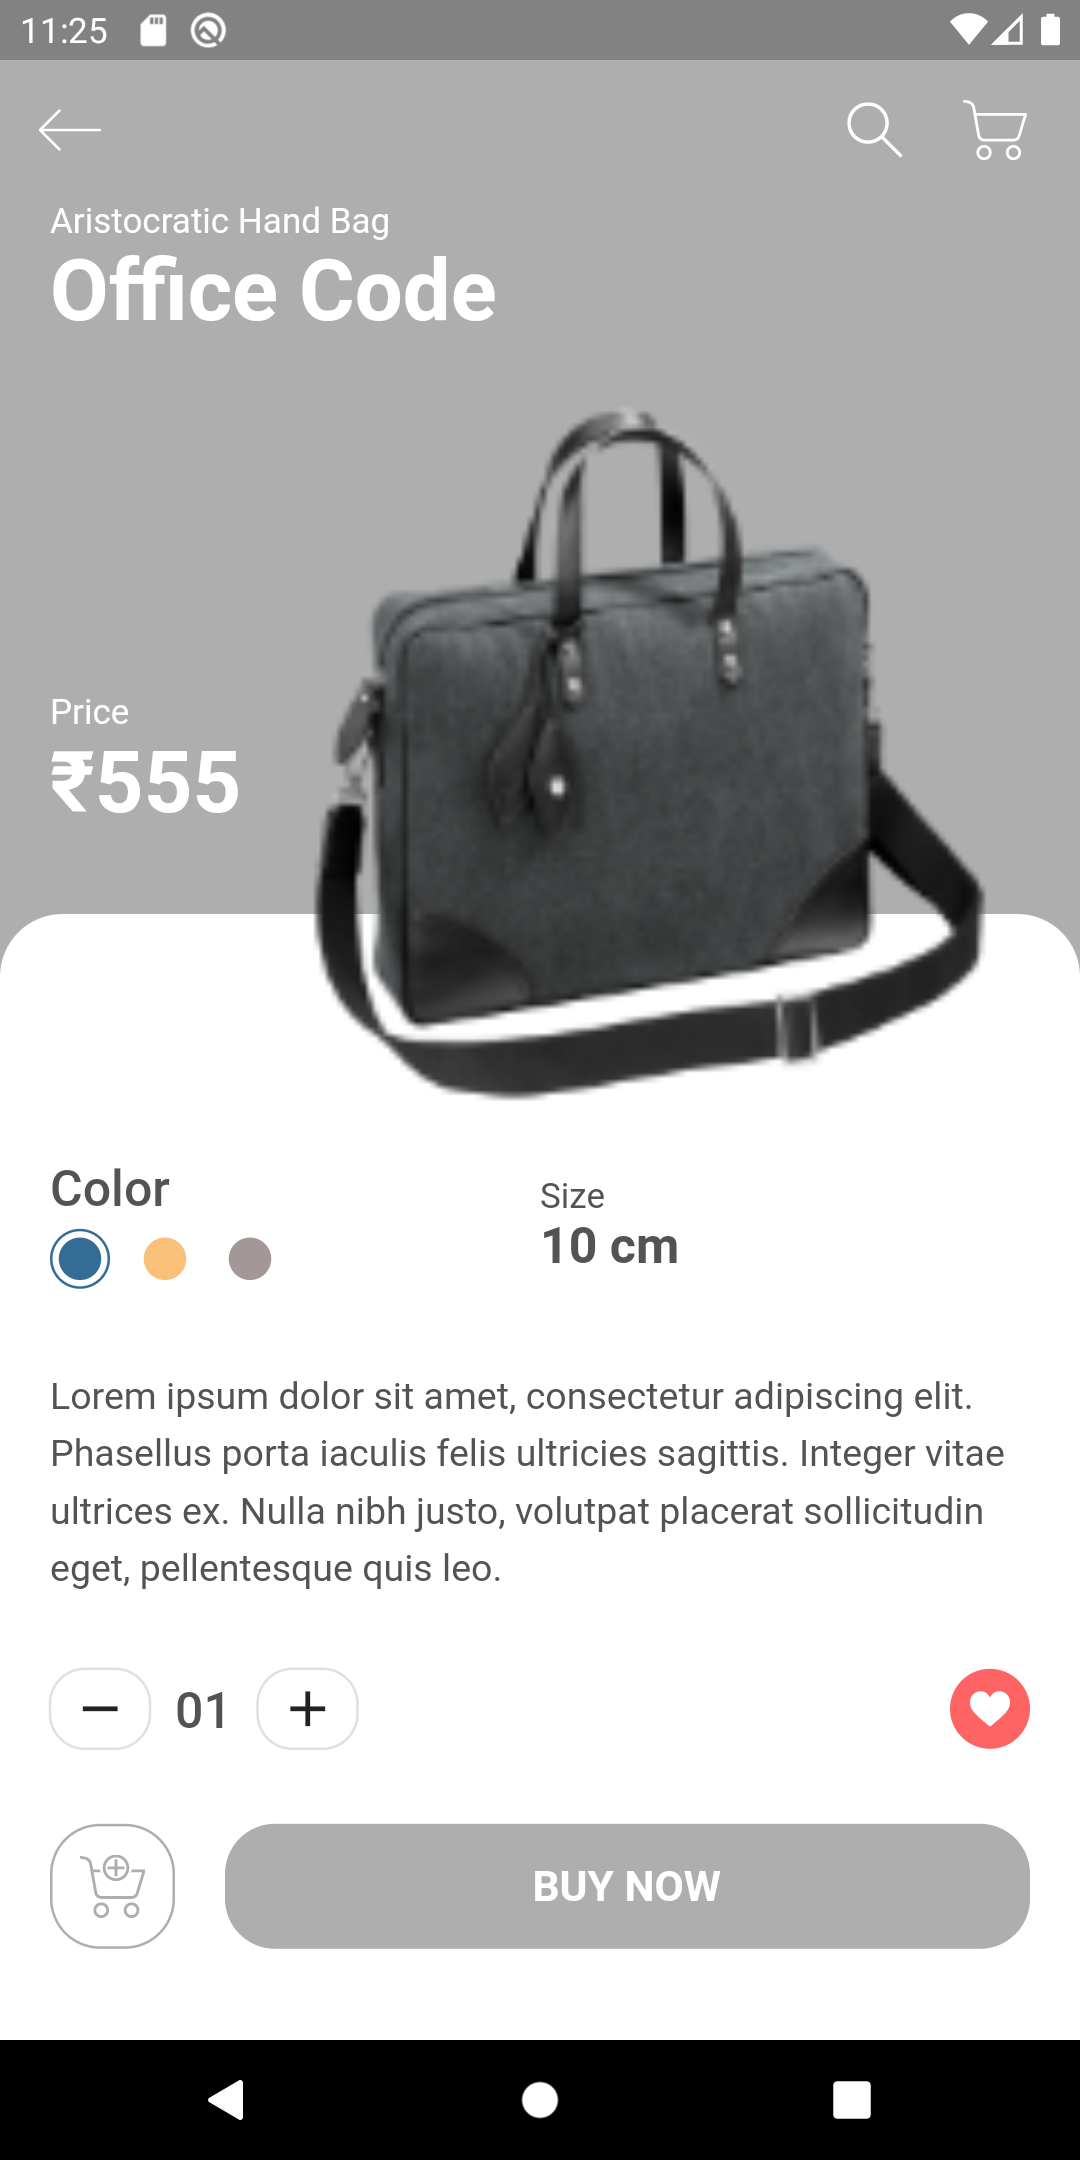 11:25
Aristocratic Hand Bag
Office Code
Price
₹555
Color
Size
10 cm
Lorem ipsum dolor sit amet, consectetur adipiscing elit.
Phasellus porta iaculis felis ultricies sagittis. Integer vitae
ultrices ex. Nulla nibh justo, volutpat placerat sollicitudin
eget, pellentesque quis leo.
01
BUY NOW